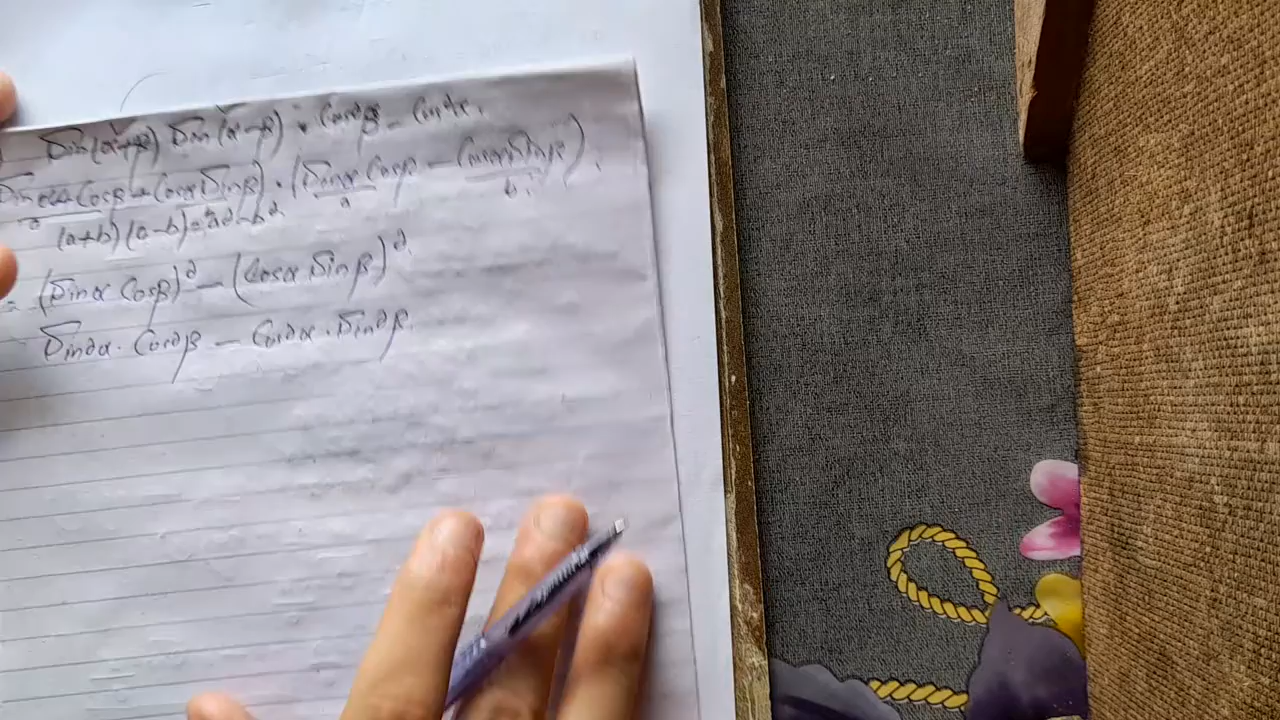 Sin(α+β) Sin(α-β) = Cos²β - Cos²α.
Sinα Cosβ + Cosα Sinβ) . (Sinα Cosβ - Cosα Sinβ).
a a b.
(a+b) (a-b) = a² - b²
= (Sinα Cosβ)² - (Cosα Sinβ)²
Sin²α . Cos²β - Cos²α . Sin²β.